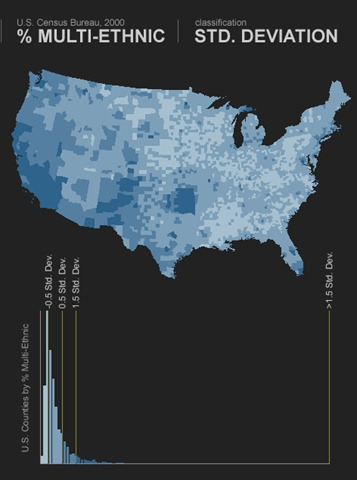 U.S. Census Bureau, 2000
% MULTI-ETHNIC
classification
STD. DEVIATION
-0.5 Std. Dev.
0.5 Std. Dev.
1.5 Std. Dev.
>1.5 Std. Dev.
U.S. Counties by % Multi-Ethnic